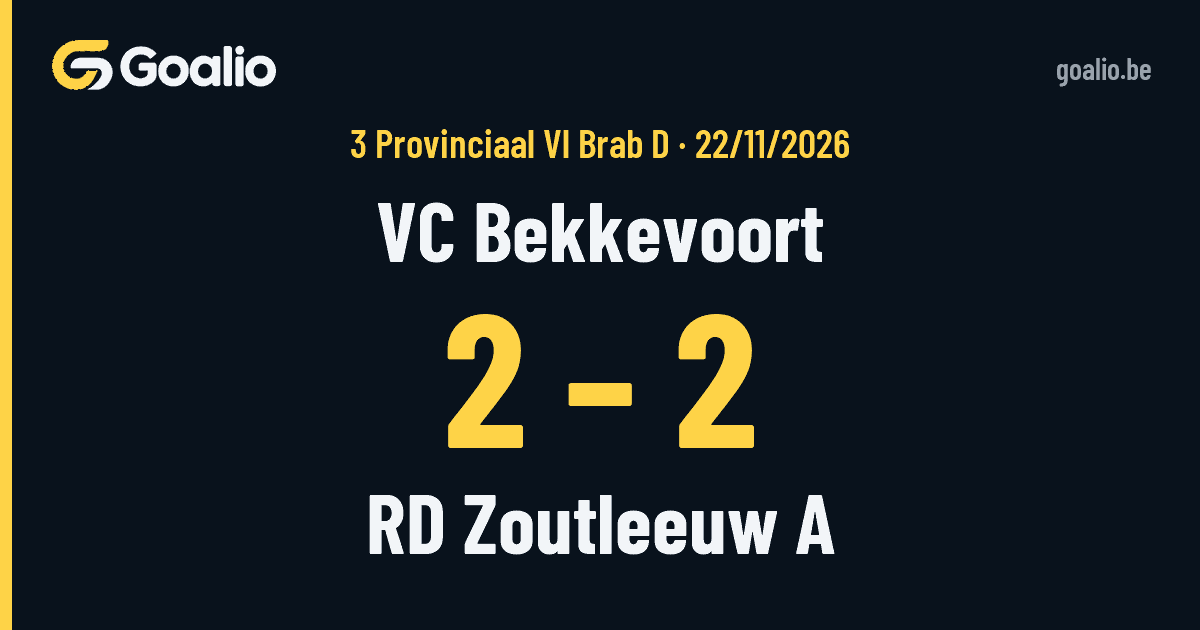 Goalio
goalio.be
3 Provinciaal Vl Brab D · 22/11/2026
VC Bekkevoort
2 – 2
RD Zoutleeuw A